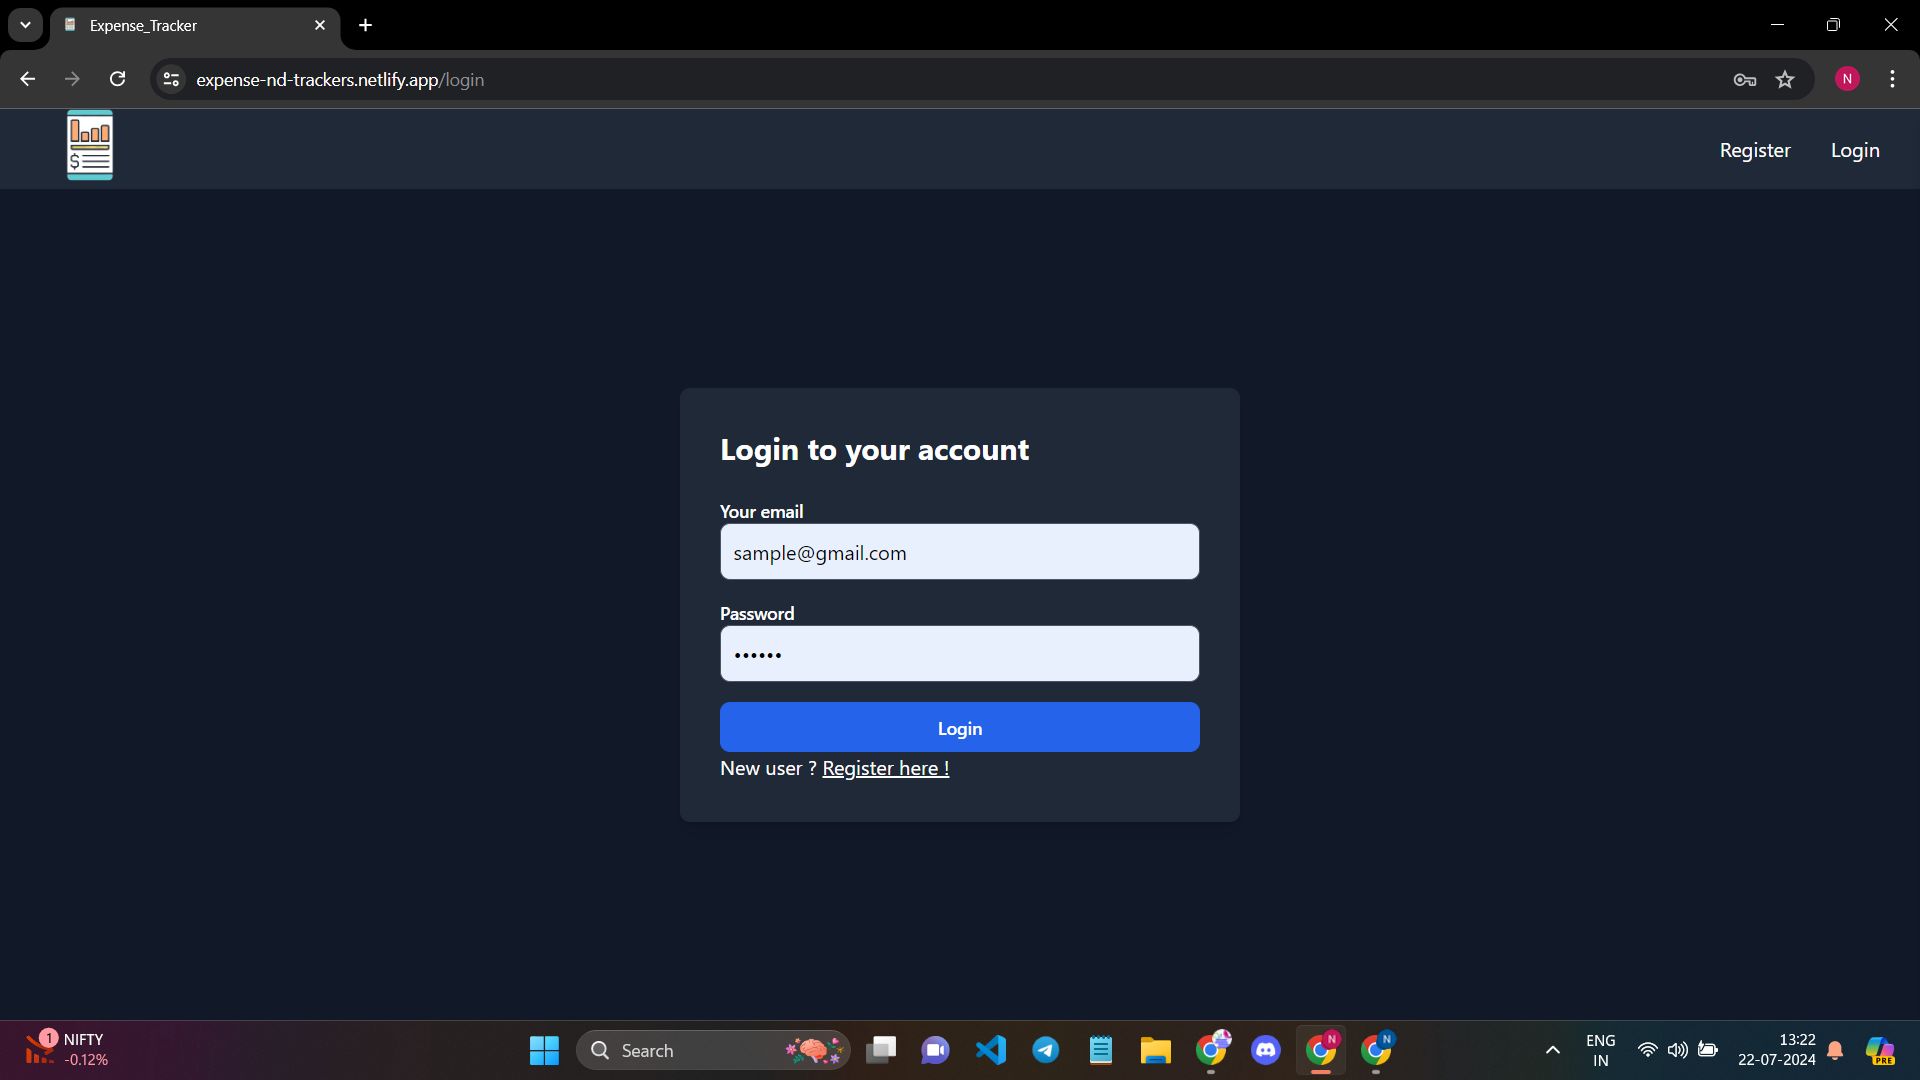 Expense_Tracker
expense-nd-trackers.netlify.app/login
N
$
Register
Login
Login to your account
Your email
sample@gmail.com
Password
••••••
Login
New user ? Register here !
1
NIFTY
-0.12%
Search
N
N
ENG
IN
13:22
22-07-2024
PRE